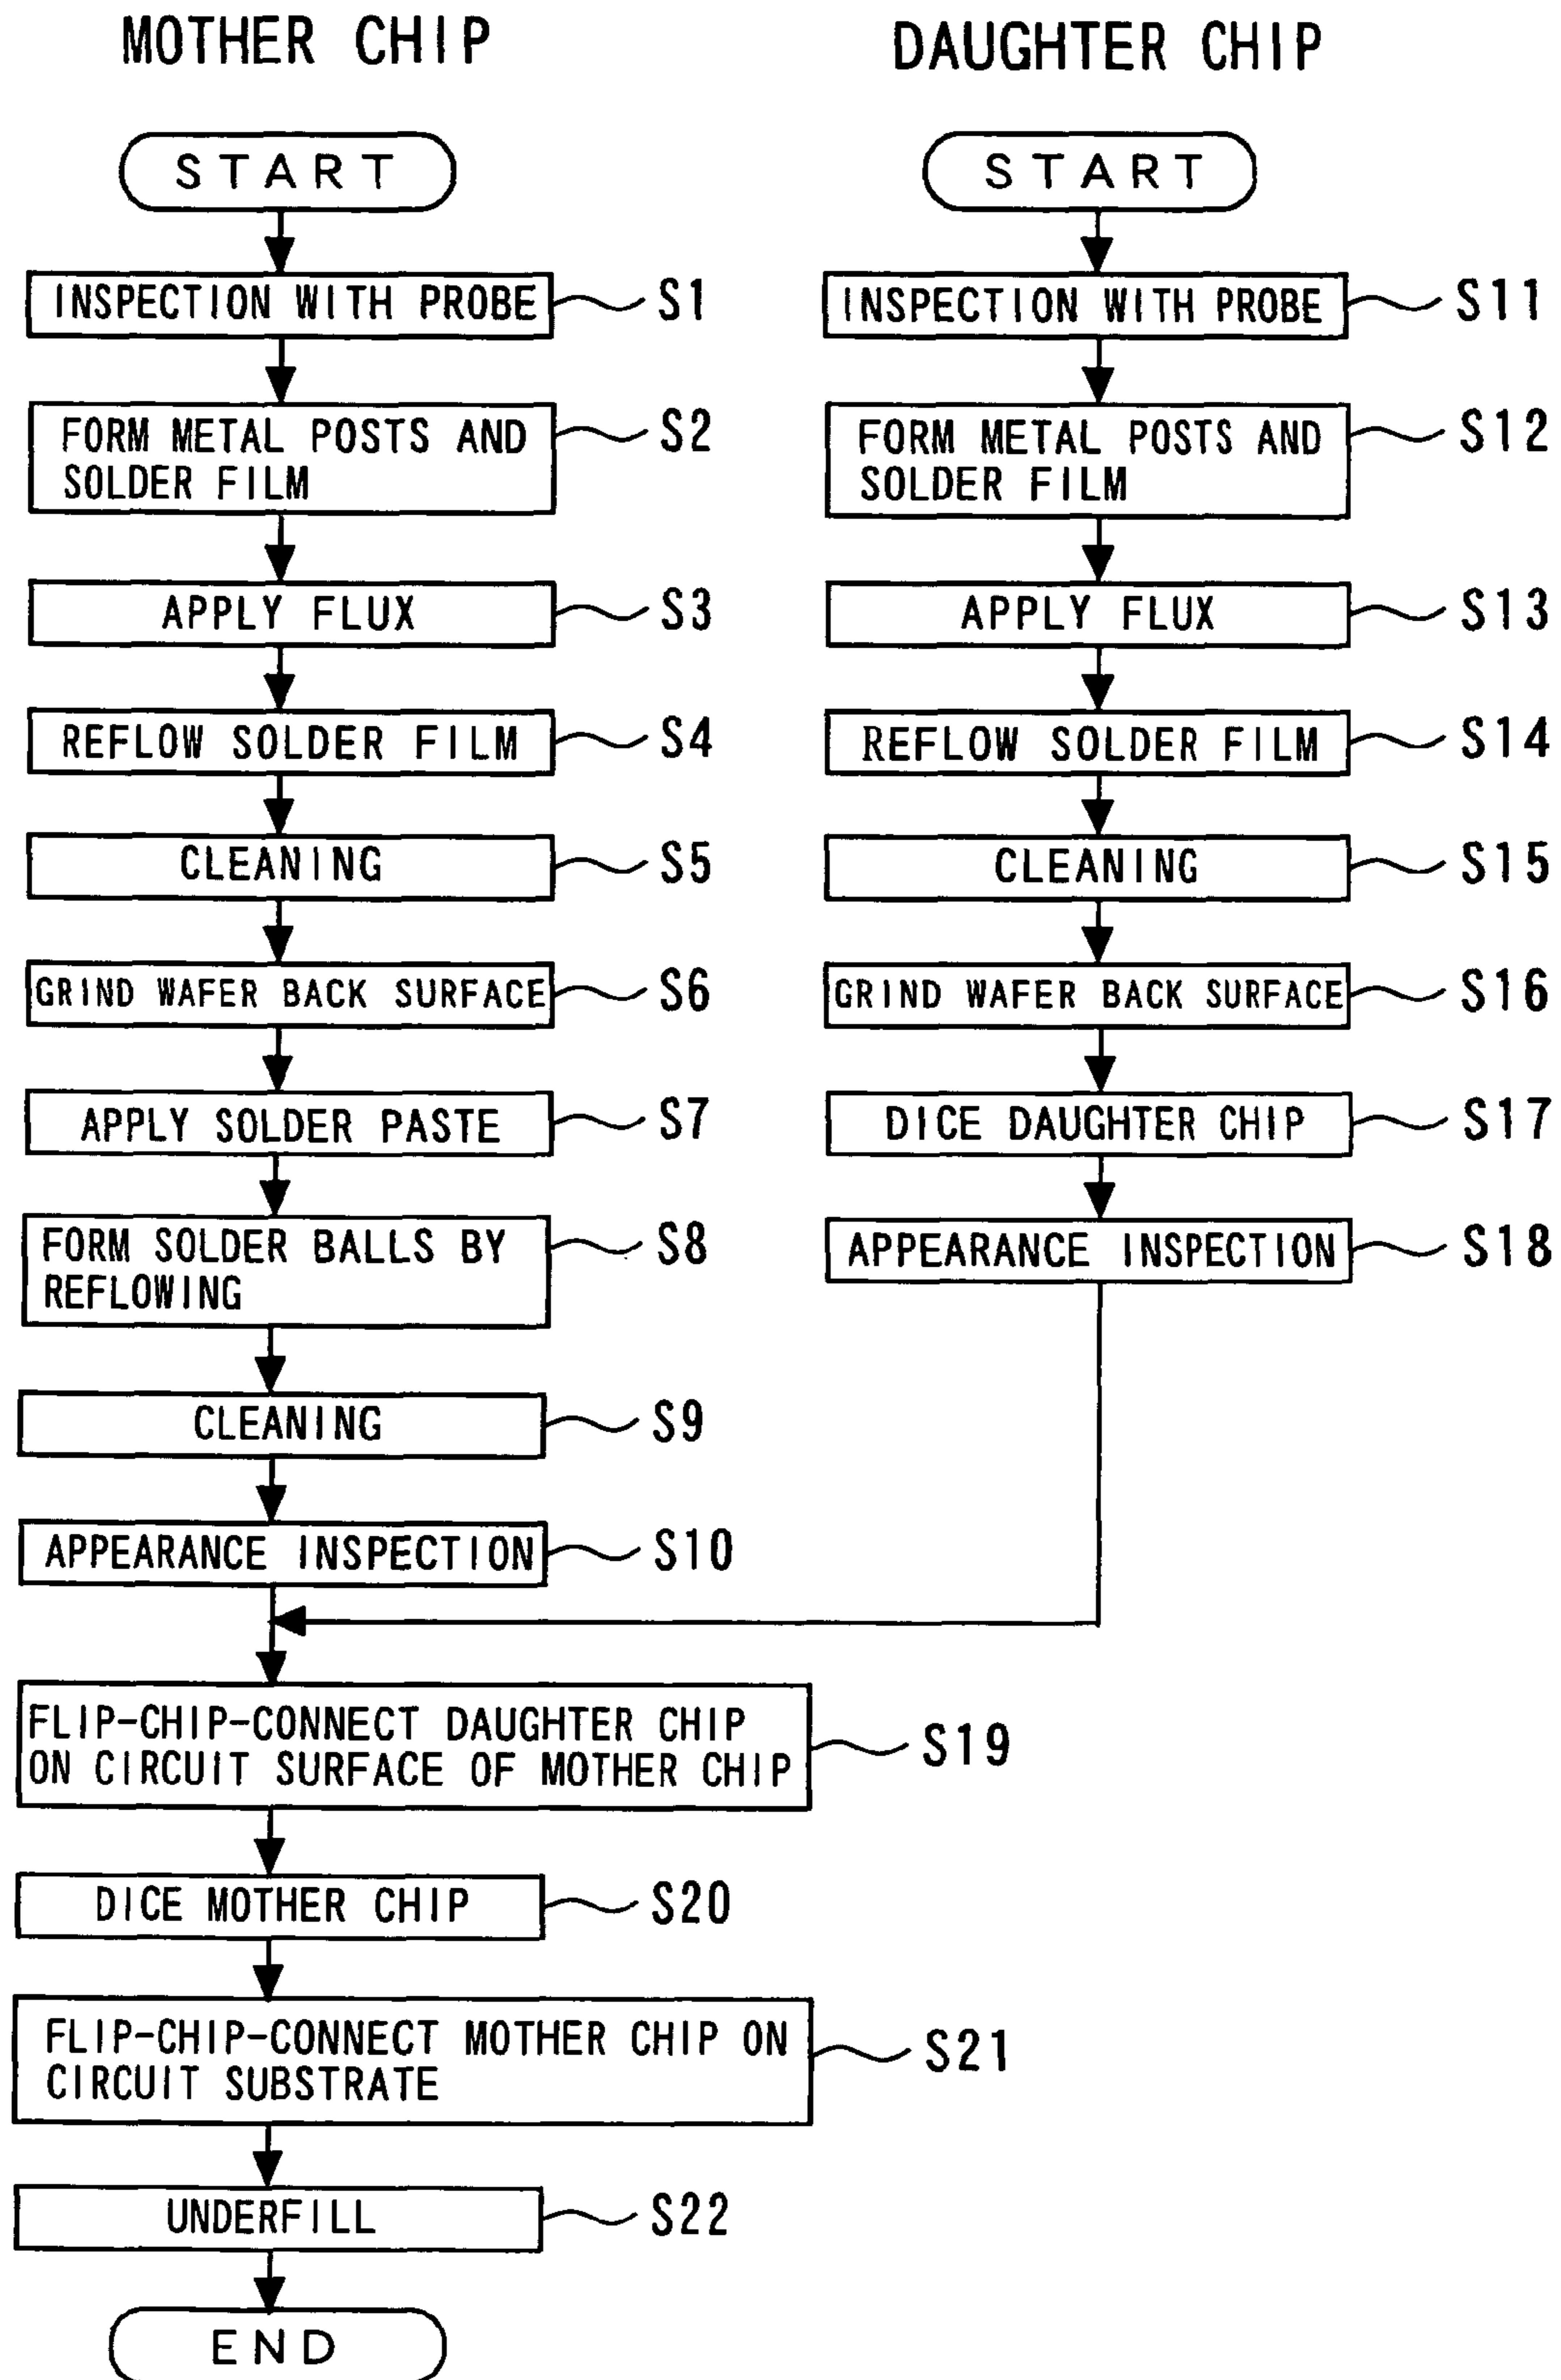 MOTHER CHIP
START
INSPECTION WITH PROBE
S1
FORM METAL POSTS AND
SOLDER FILM
S2
APPLY FLUX
S3
REFLOW SOLDER FILM
S4
CLEANING
S5
GRIND WAFER BACK SURFACE
S6
APPLY SOLDER PASTE
S7
FORM SOLDER BALLS BY
REFLOWING
S8
CLEANING
S9
APPEARANCE INSPECTION
S10
DAUGHTER CHIP
START
INSPECTION WITH PROBE
S11
FORM METAL POSTS AND
SOLDER FILM
S12
APPLY FLUX
S13
REFLOW SOLDER FILM
S14
CLEANING
S15
GRIND WAFER BACK SURFACE
S16
DICE DAUGHTER CHIP
S17
APPEARANCE INSPECTION
S18
FLIP-CHIP-CONNECT DAUGHTER CHIP
ON CIRCUIT SURFACE OF MOTHER CHIP
S19
DICE MOTHER CHIP
S20
FLIP-CHIP-CONNECT MOTHER CHIP ON
CIRCUIT SUBSTRATE
S21
UNDERFILL
S22
END